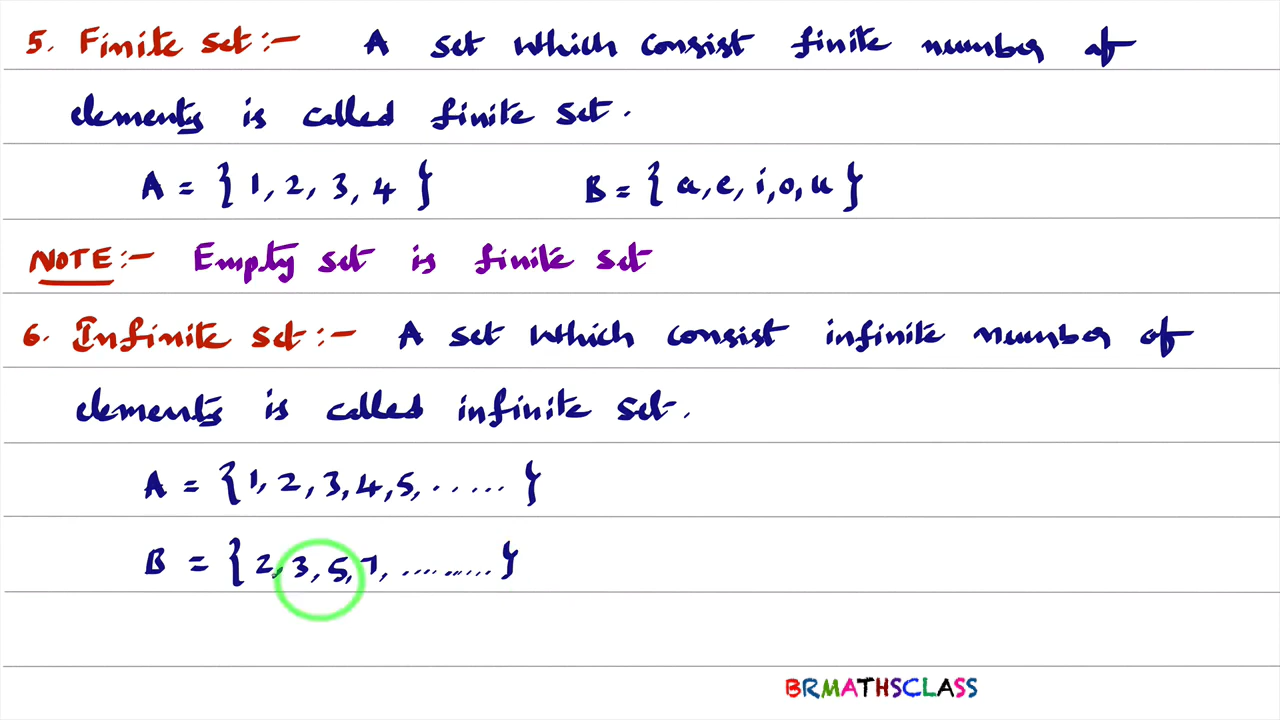 5. Finite set:- A set which consist finite number of
elements is called finite set.
A = { 1, 2, 3, 4 } B = { a, e, i, o, u }
NOTE:- Empty set is finite set
6. Infinite set:- A set which consist infinite number of
elements is called infinite set.
A = { 1, 2, 3, 4, 5, ..... }
B = { 2, 3, 5, 7, .......... }
BRMATHSCLASS